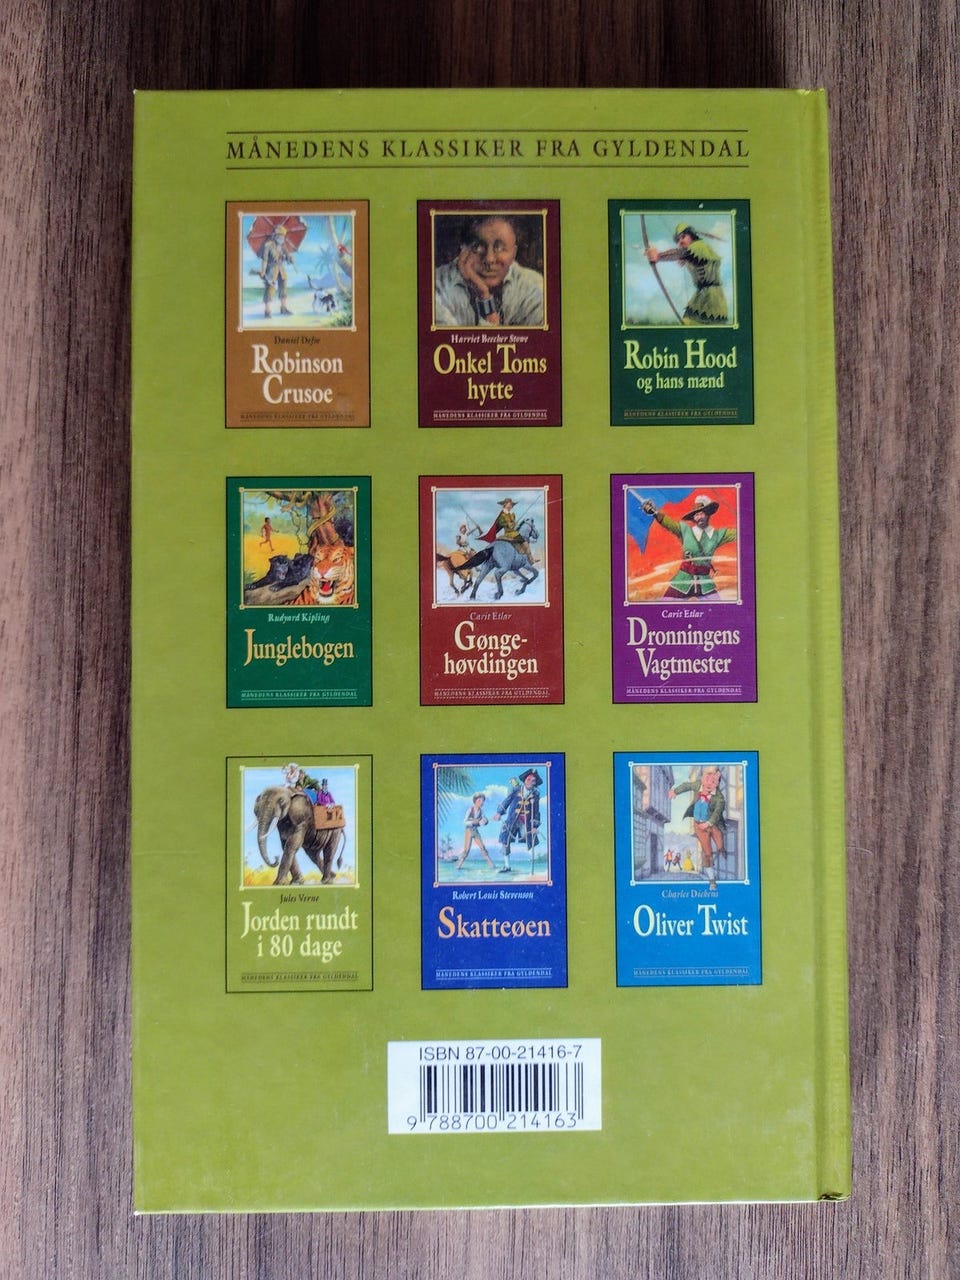 MÅNEDENS KLASSIKER FRA GYLDENDAL
Daniel Defoe
Robinson
Crusoe
MÅNEDENS KLASSIKER FRA GYLDENDAL
Harriet Beecher Stowe
Onkel Toms
hytte
MÅNEDENS KLASSIKER FRA GYLDENDAL
Robin Hood
og hans mænd
MÅNEDENS KLASSIKER FRA GYLDENDAL
Rudyard Kipling
Junglebogen
MÅNEDENS KLASSIKER FRA GYLDENDAL
Carit Etlar
Gønge-
høvdingen
MÅNEDENS KLASSIKER FRA GYLDENDAL
Carit Etlar
Dronningens
Vagtmester
MÅNEDENS KLASSIKER FRA GYLDENDAL
Jules Verne
Jorden rundt
i 80 dage
MÅNEDENS KLASSIKER FRA GYLDENDAL
Robert Louis Stevenson
Skatteøen
MÅNEDENS KLASSIKER FRA GYLDENDAL
Charles Dickens
Oliver Twist
MÅNEDENS KLASSIKER FRA GYLDENDAL
ISBN 87-00-21416-7
9 788700 214163